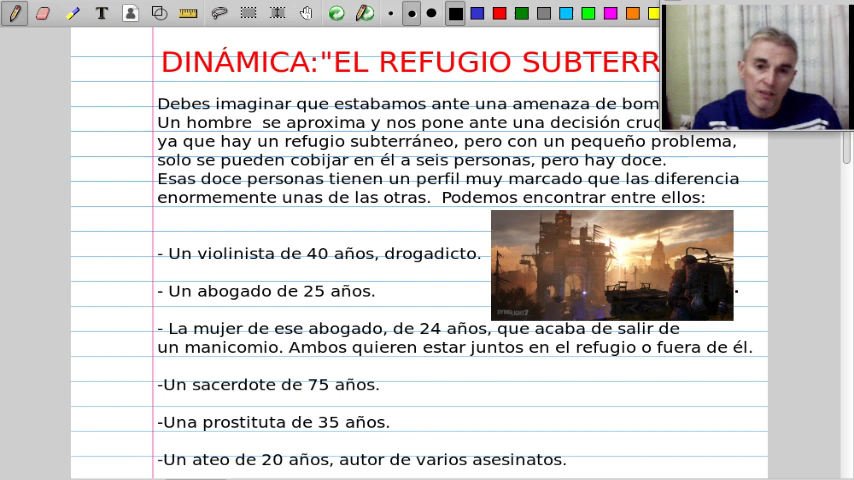 DINÁMICA:"EL REFUGIO SUBTERR
Debes imaginar que estabamos ante una amenaza de bom
Un hombre se aproxima y nos pone ante una decisión cruc
ya que hay un refugio subterráneo, pero con un pequeño problema,
solo se pueden cobijar en él a seis personas, pero hay doce.
Esas doce personas tienen un perfil muy marcado que las diferencia
enormemente unas de las otras. Podemos encontrar entre ellos:
- Un violinista de 40 años, drogadicto.
- Un abogado de 25 años.
- La mujer de ese abogado, de 24 años, que acaba de salir de
un manicomio. Ambos quieren estar juntos en el refugio o fuera de él.
-Un sacerdote de 75 años.
-Una prostituta de 35 años.
-Un ateo de 20 años, autor de varios asesinatos.